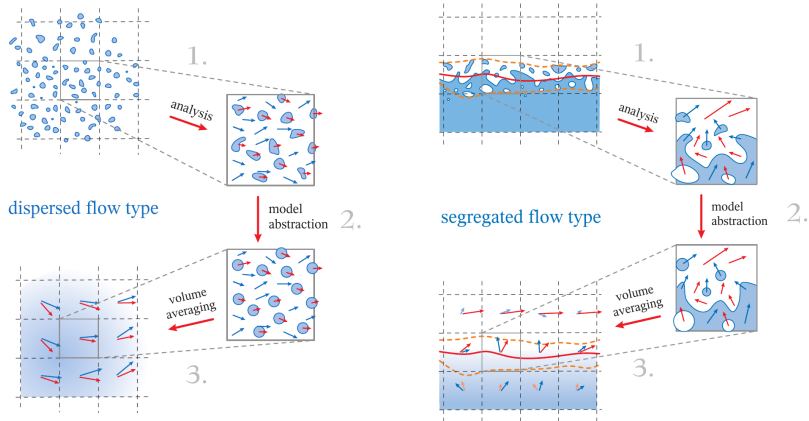 1.
analysis
dispersed flow type
model
abstraction
2.
volume
averaging
3.
1.
analysis
segregated flow type
model
abstraction
2.
volume
averaging
3.